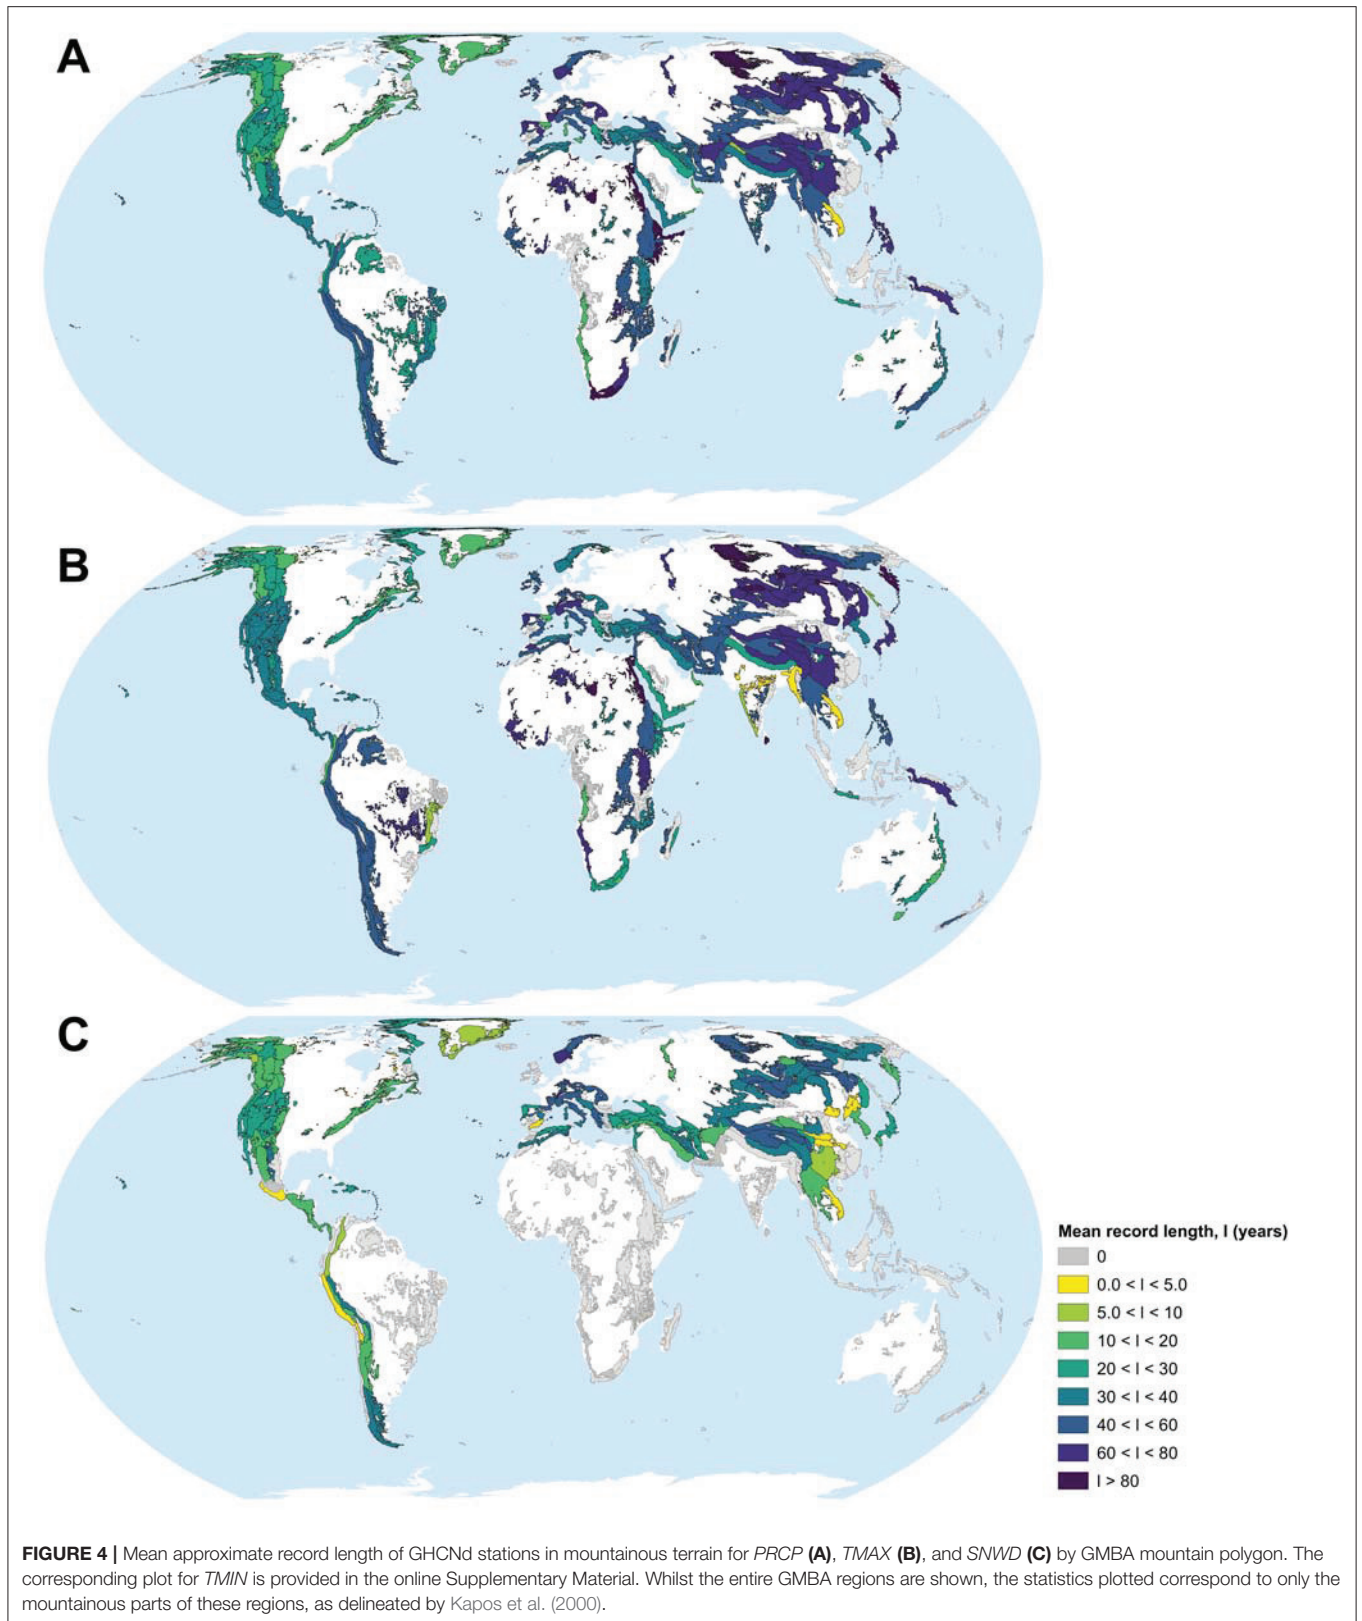 A
B
C
Mean record length, l (years)
0
0.0 < l < 5.0
5.0 < l < 10
10 < l < 20
20 < l < 30
30 < l < 40
40 < l < 60
60 < l < 80
l > 80
FIGURE 4 | Mean approximate record length of GHCNd stations in mountainous terrain for PRCP (A), TMAX (B), and SNWD (C) by GMBA mountain polygon. The
corresponding plot for TMIN is provided in the online Supplementary Material. Whilst the entire GMBA regions are shown, the statistics plotted correspond to only the
mountainous parts of these regions, as delineated by Kapos et al. (2000).